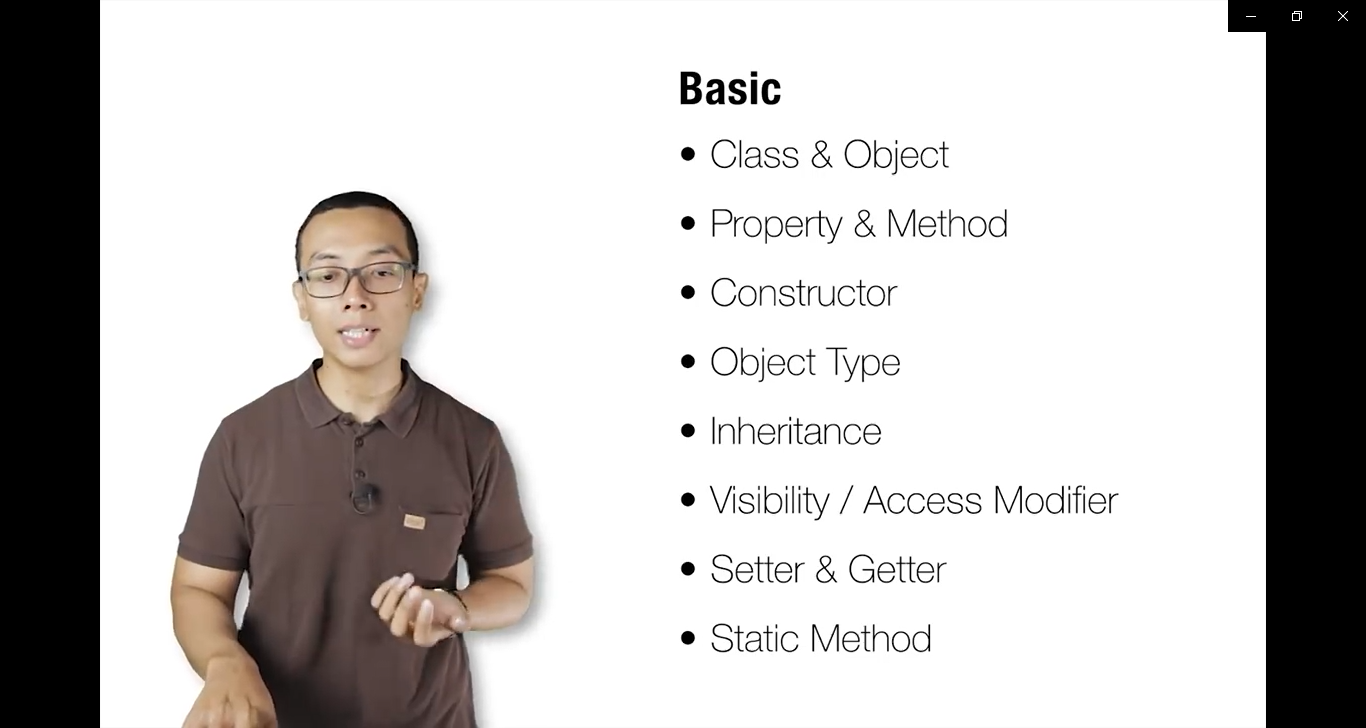 Basic
• Class & Object
• Property & Method
• Constructor
• Object Type
• Inheritance
• Visibility / Access Modifier
• Setter & Getter
• Static Method